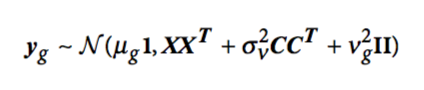 y_g ~ 𝒩(μ_g 1, XX^T + σ_v^2 CC^T + ν_g^2 II)